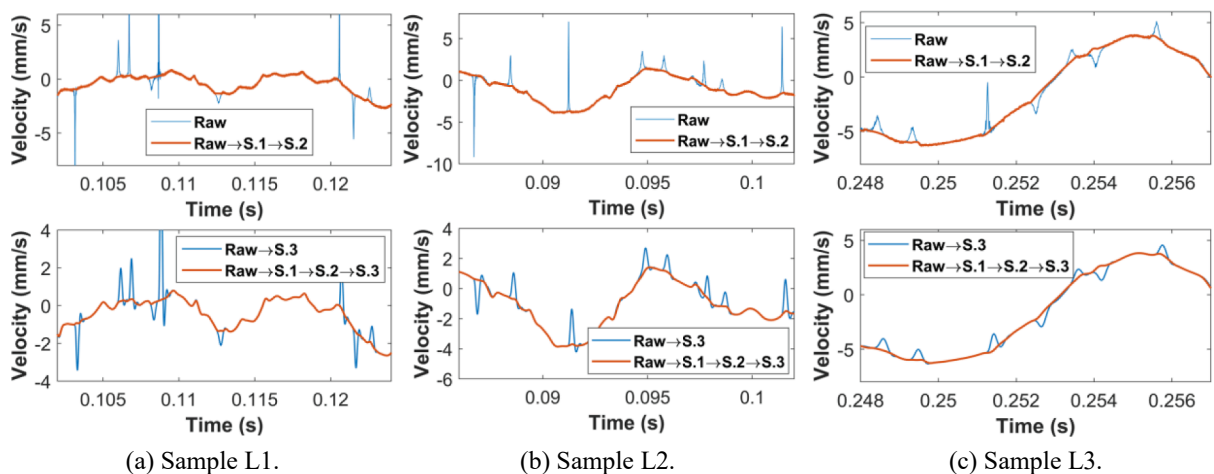 Velocity (mm/s)
5
0
-5
Raw
Raw→S.1→S.2
0.105
0.11
0.115
0.12
Time (s)
Velocity (mm/s)
5
0
-5
-10
Raw
Raw→S.1→S.2
0.09
0.095
0.1
Time (s)
Velocity (mm/s)
5
0
-5
Raw
Raw→S.1→S.2
0.248
0.25
0.252
0.254
0.256
Time (s)
Velocity (mm/s)
4
2
0
-2
-4
Raw→S.3
Raw→S.1→S.2→S.3
0.105
0.11
0.115
0.12
Time (s)
Velocity (mm/s)
4
2
0
-2
-4
-6
Raw→S.3
Raw→S.1→S.2→S.3
0.09
0.095
0.1
Time (s)
Velocity (mm/s)
5
0
-5
Raw→S.3
Raw→S.1→S.2→S.3
0.248
0.25
0.252
0.254
0.256
Time (s)
(a) Sample L1.
(b) Sample L2.
(c) Sample L3.